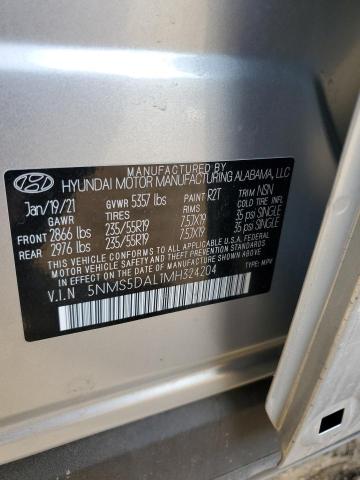 MANUFACTURED BY
HYUNDAI MOTOR MANUFACTURING ALABAMA, LLC
Jan/19/21 GVWR 5357 lbs PAINT R2T TRIM NSN
GAWR TIRES RIMS COLD
FRONT 2866 lbs 235/55R19 7.5JX19 35 psi SINGLE
REAR 2976 lbs 235/55R19 7.5JX19 35 psi SINGLE
THIS VEHICLE CONFORMS TO ALL APPLICABLE U.S.A. FEDERAL
MOTOR VEHICLE SAFETY, BUMPER, AND THEFT PREVENTION STANDARDS
IN EFFECT ON THE DATE OF MANUFACTURE SHOWN ABOVE.
V.I.N 5NMS5DAL1MH324204 TYPE: MPV